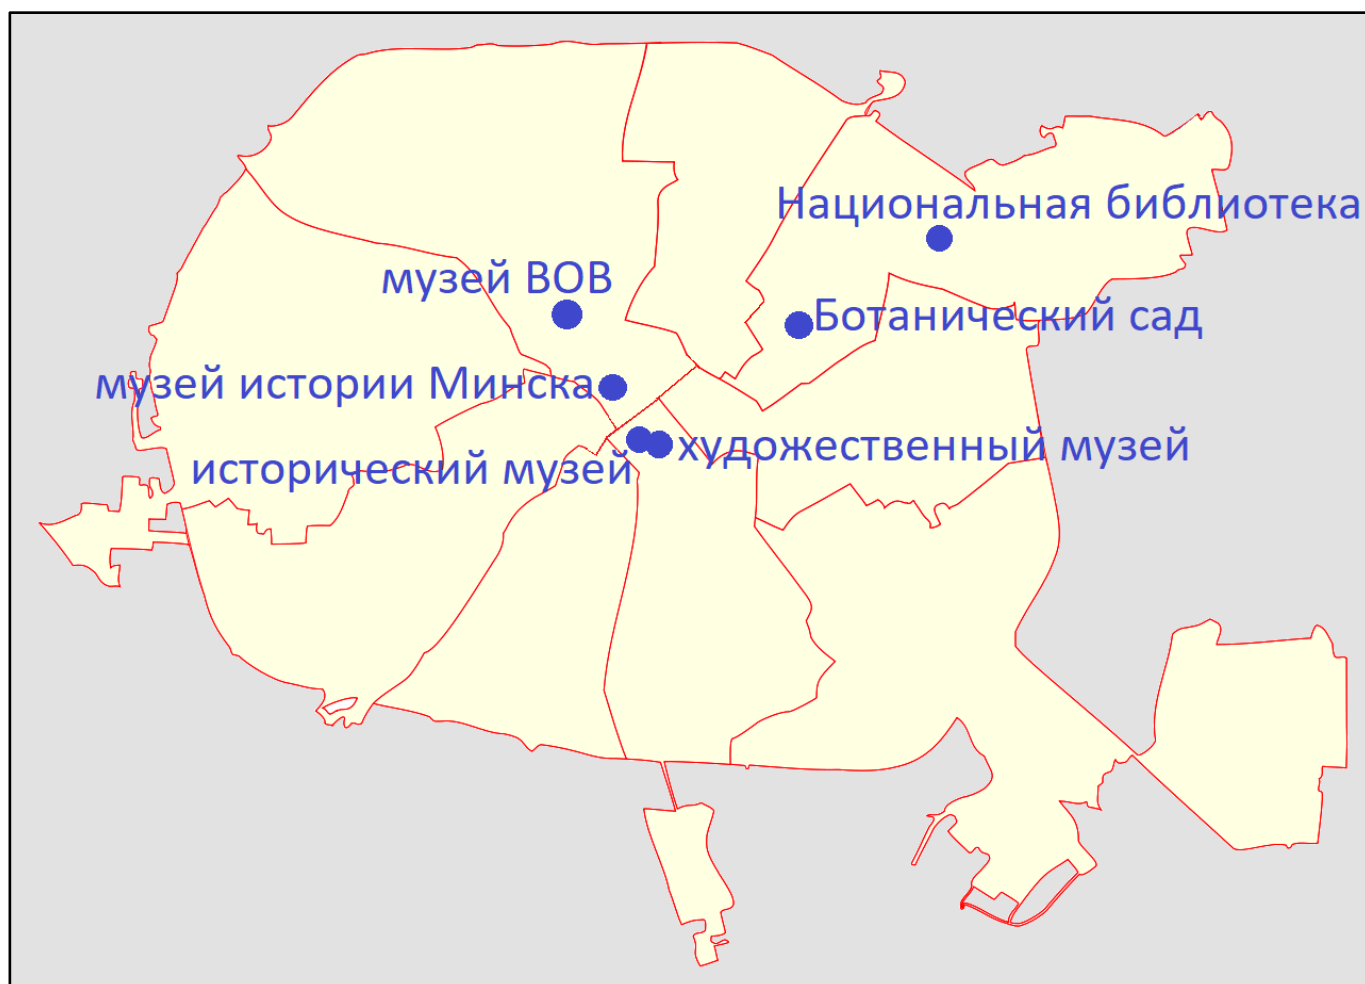 Национальная библиотека
музей ВОВ
Ботанический сад
музей истории Минска
художественный музей
исторический музей